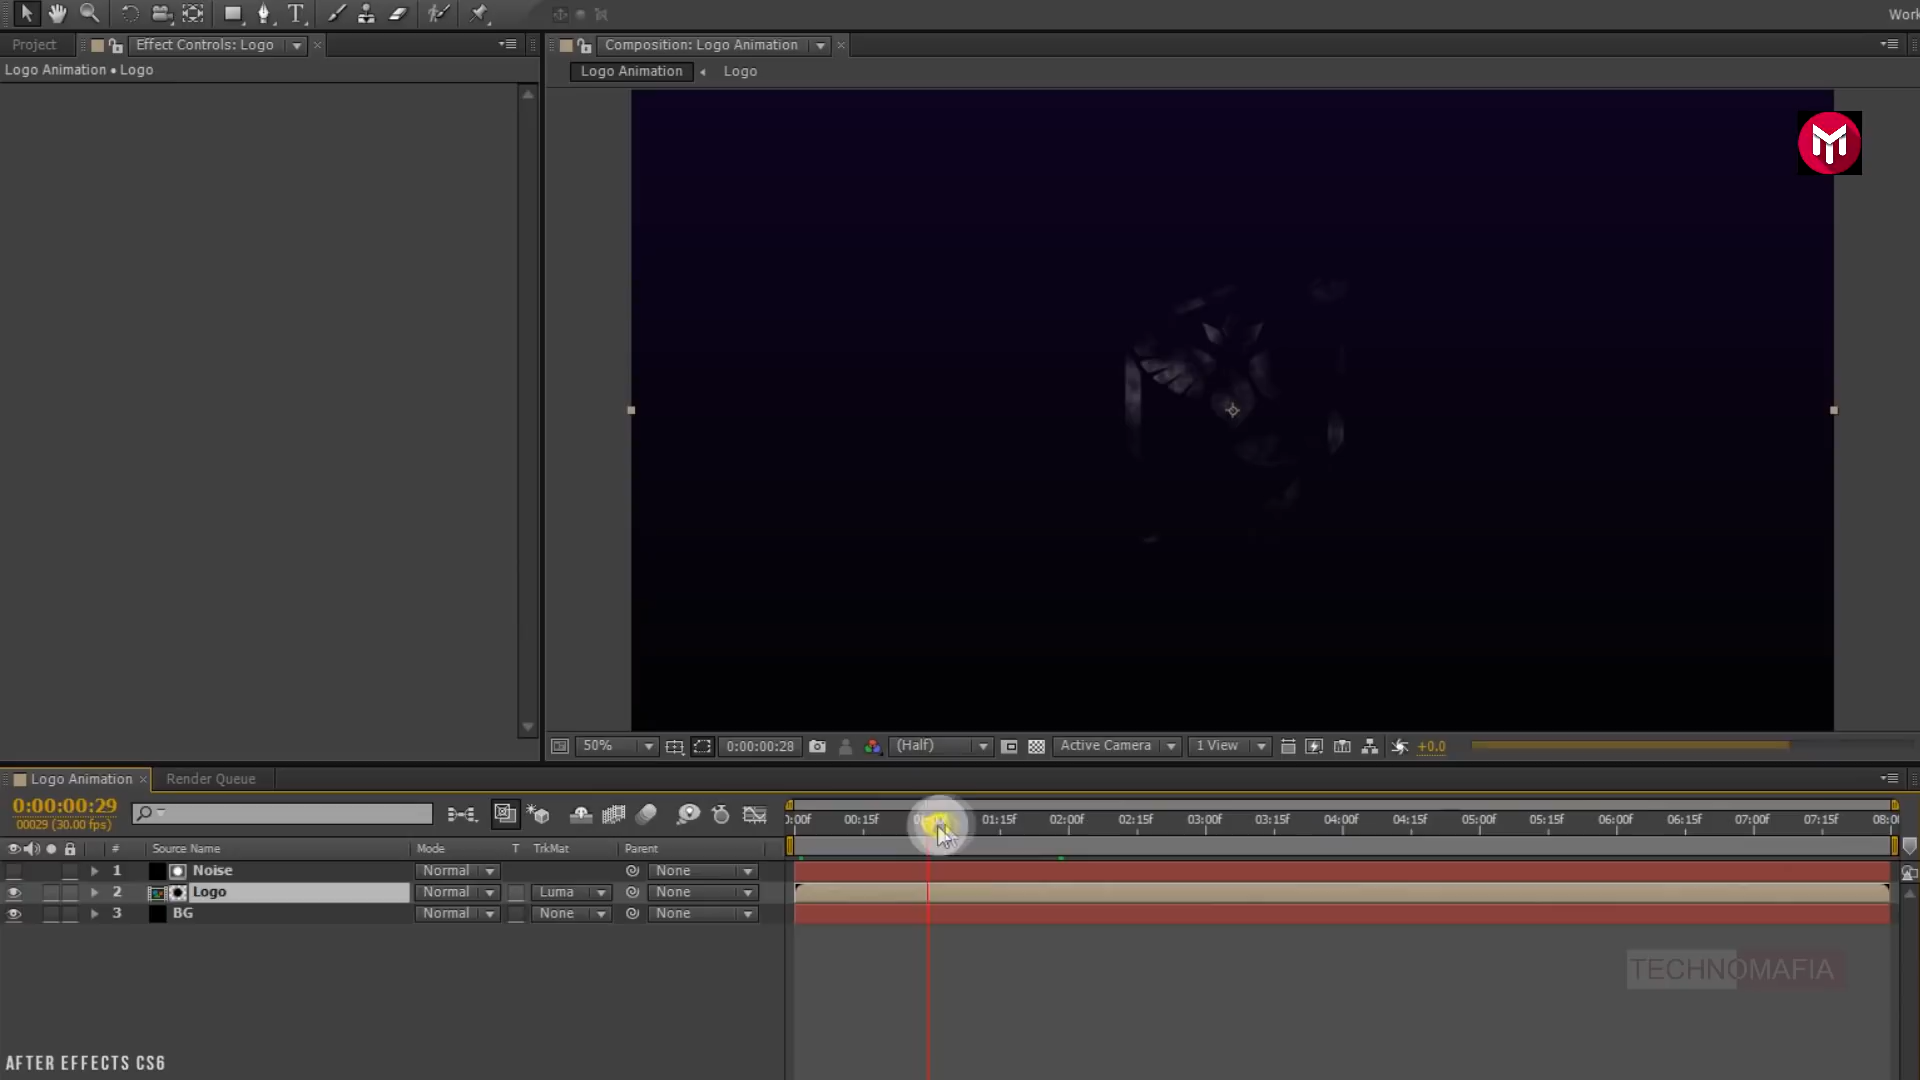 Work
Project
Effect Controls: Logo
Composition: Logo Animation
Logo Animation • Logo
Logo Animation
Logo
50%
0:00:00:28
(Half)
Active Camera
1 View
+0.0
Logo Animation
Render Queue
0:00:00:29
00029 (30.00 fps)
00:15f
01:15f
02:00f
02:15f
03:00f
03:15f
04:00f
04:15f
05:00f
05:15f
06:00f
06:15f
07:00f
07:15f
# Source Name Mode T TrkMat Parent
1 Noise Normal None
2 Logo Normal Luma None
3 BG Normal None None
TECHNOMAFIA
AFTER EFFECTS CS6